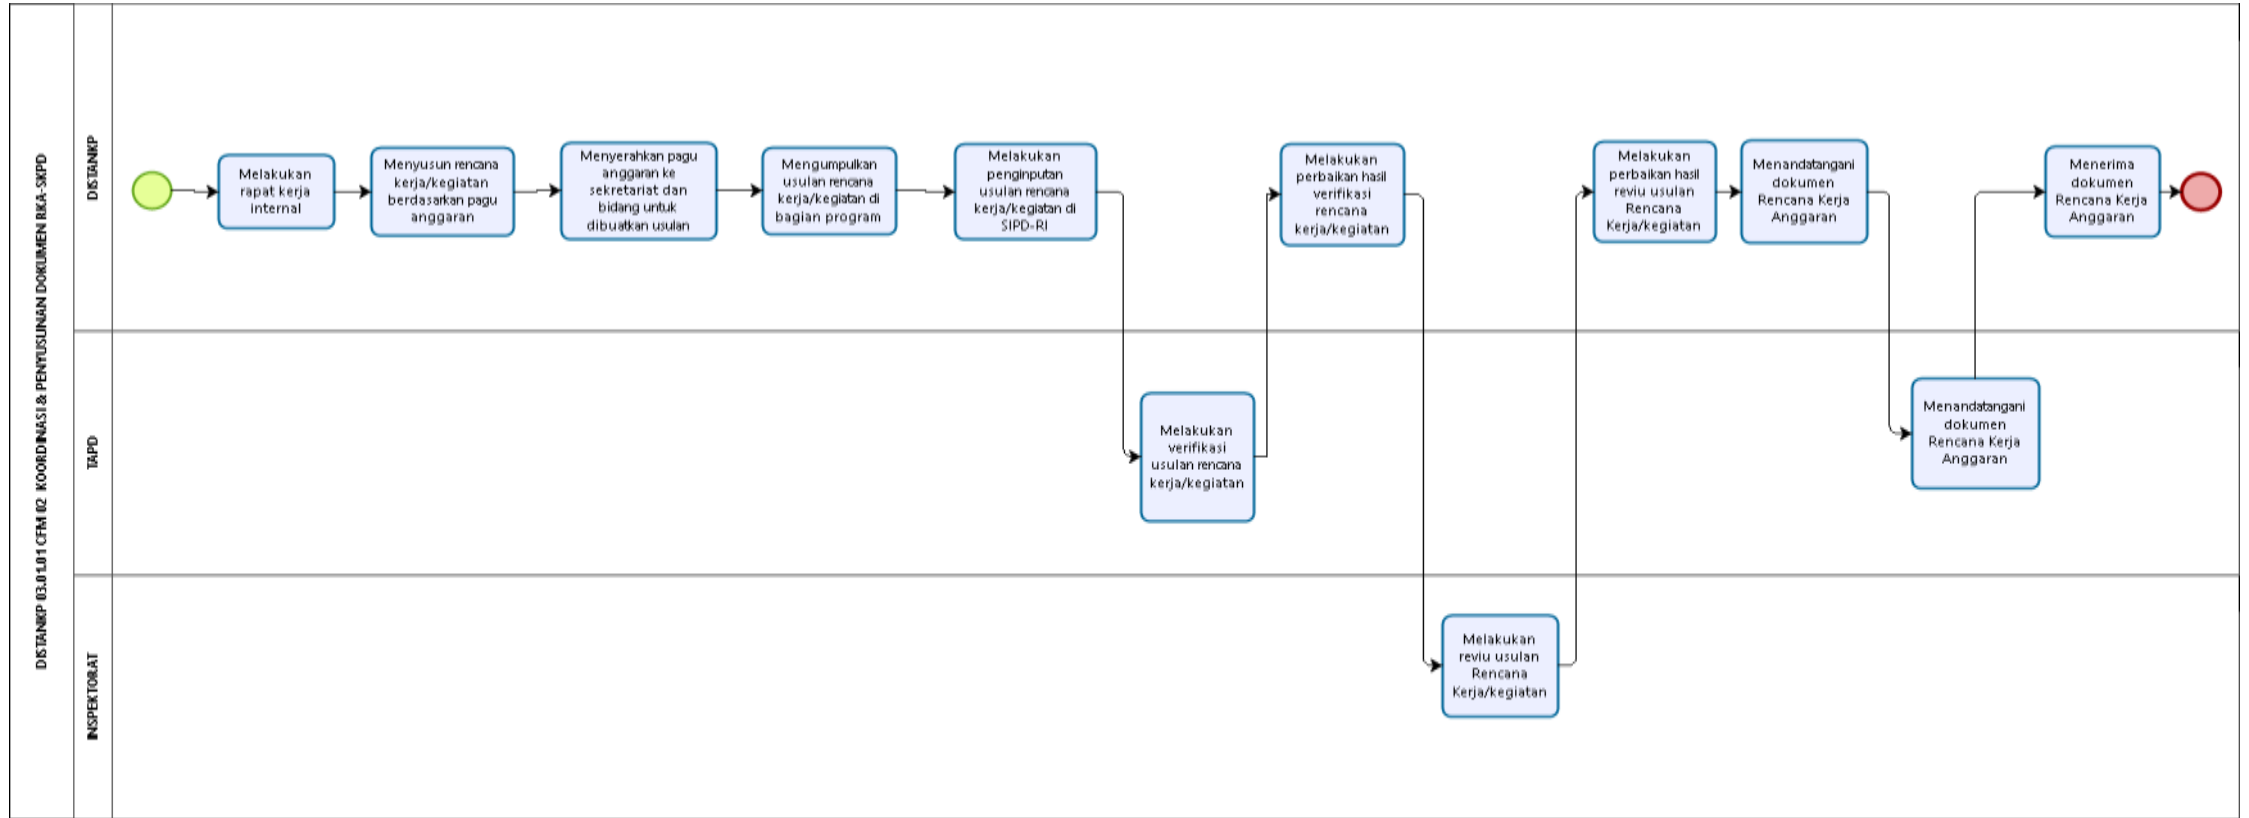 DISTANKP 03.01.01 CFM 02 KOORDINASI & PENYUSUNAN DOKUMEN RKA-SKPD
DISTANKP
Melakukan
rapat kerja
internal
Menyusun rencana
kerja/kegiatan
berdasarkan pagu
anggaran
Menyerahkan pagu
anggaran ke
sekretariat dan
bidang untuk
dibuatkan usulan
Mengumpulkan
usulan rencana
kerja/kegiatan di
bagian program
Melakukan
penginputan
usulan rencana
kerja/kegiatan di
SIPD-RI
Melakukan
perbaikan hasil
verifikasi
rencana
kerja/kegiatan
Melakukan
perbaikan hasil
reviu usulan
Rencana
Kerja/kegiatan
Menandatangani
dokumen
Rencana Kerja
Anggaran
Menerima
dokumen
Rencana Kerja
Anggaran
TAPD
Melakukan
verifikasi
usulan rencana
kerja/kegiatan
Menandatangani
dokumen
Rencana Kerja
Anggaran
INSPEKTORAT
Melakukan
reviu usulan
Rencana
Kerja/kegiatan